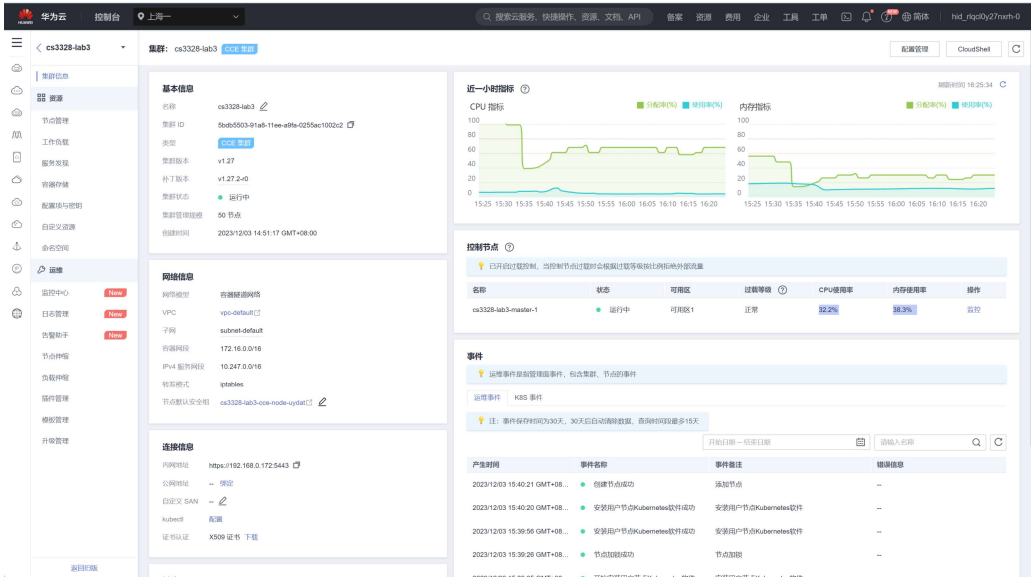 HUAWEI 华为云 控制台 上海一 搜索云服务、快捷操作、资源、文档、API 备案 资源 费用 企业 工具 工单 简体 hid_rlqcl0y27nxrh-0
cs3328-lab3
集群: cs3328-lab3 CCE 集群 配置管理 CloudShell
集群信息
资源
节点管理
工作负载
服务发现
容器存储
配置项与密钥
自定义资源
命名空间
运维
监控中心 New
日志管理 New
告警助手 New
节点伸缩
负载伸缩
插件管理
模板管理
升级管理
返回旧版
基本信息
名称 cs3328-lab3
集群 ID 5bdb5503-91a8-11ee-a9fa-0255ac1002c2
类型 CCE 集群
集群版本 v1.27
补丁版本 v1.27.2-r0
集群状态 运行中
集群管理规模 50 节点
创建时间 2023/12/03 14:51:17 GMT+08:00
网络信息
网络模型 容器隧道网络
VPC vpc-default
子网 subnet-default
容器网段 172.16.0.0/16
IPv4 服务网段 10.247.0.0/16
转发模式 iptables
节点默认安全组 cs3328-lab3-cce-node-uydat
连接信息
内网地址 https://192.168.0.172:5443
公网地址 -- 绑定
自定义 SAN --
kubectl 配置
证书认证 X509 证书 下载
近一小时指标 刷新时间 16:25:34
CPU 指标 分配率(%) 使用率(%)
100
80
60
40
20
0
15:25 15:30 15:35 15:40 15:45 15:50 15:55 16:00 16:05 16:10 16:15 16:20
内存指标 分配率(%) 使用率(%)
100
80
60
40
20
0
15:25 15:30 15:35 15:40 15:45 15:50 15:55 16:00 16:05 16:10 16:15 16:20
控制节点
已开启过载控制，当控制节点过载时会根据过载等级按比例拒绝外部流量
名称 状态 可用区 过载等级 CPU使用率 内存使用率 操作
cs3328-lab3-master-1 运行中 可用区1 正常 32.2% 38.3% 监控
事件
运维事件是指管理面事件，包含集群、节点的事件
运维事件 K8S 事件
注：事件保存时间为30天，30天后自动清除数据，查询时间段最多15天
开始日期 – 结束日期 请输入名称
产生时间 事件名称 事件备注 错误信息
2023/12/03 15:40:21 GMT+08... 创建节点成功 添加节点 --
2023/12/03 15:40:20 GMT+08... 安装用户节点Kubernetes软件成功 安装用户节点Kubernetes软件 --
2023/12/03 15:39:56 GMT+08... 安装用户节点Kubernetes软件成功 安装用户节点Kubernetes软件 --
2023/12/03 15:39:26 GMT+08... 节点加固成功 节点加固 --